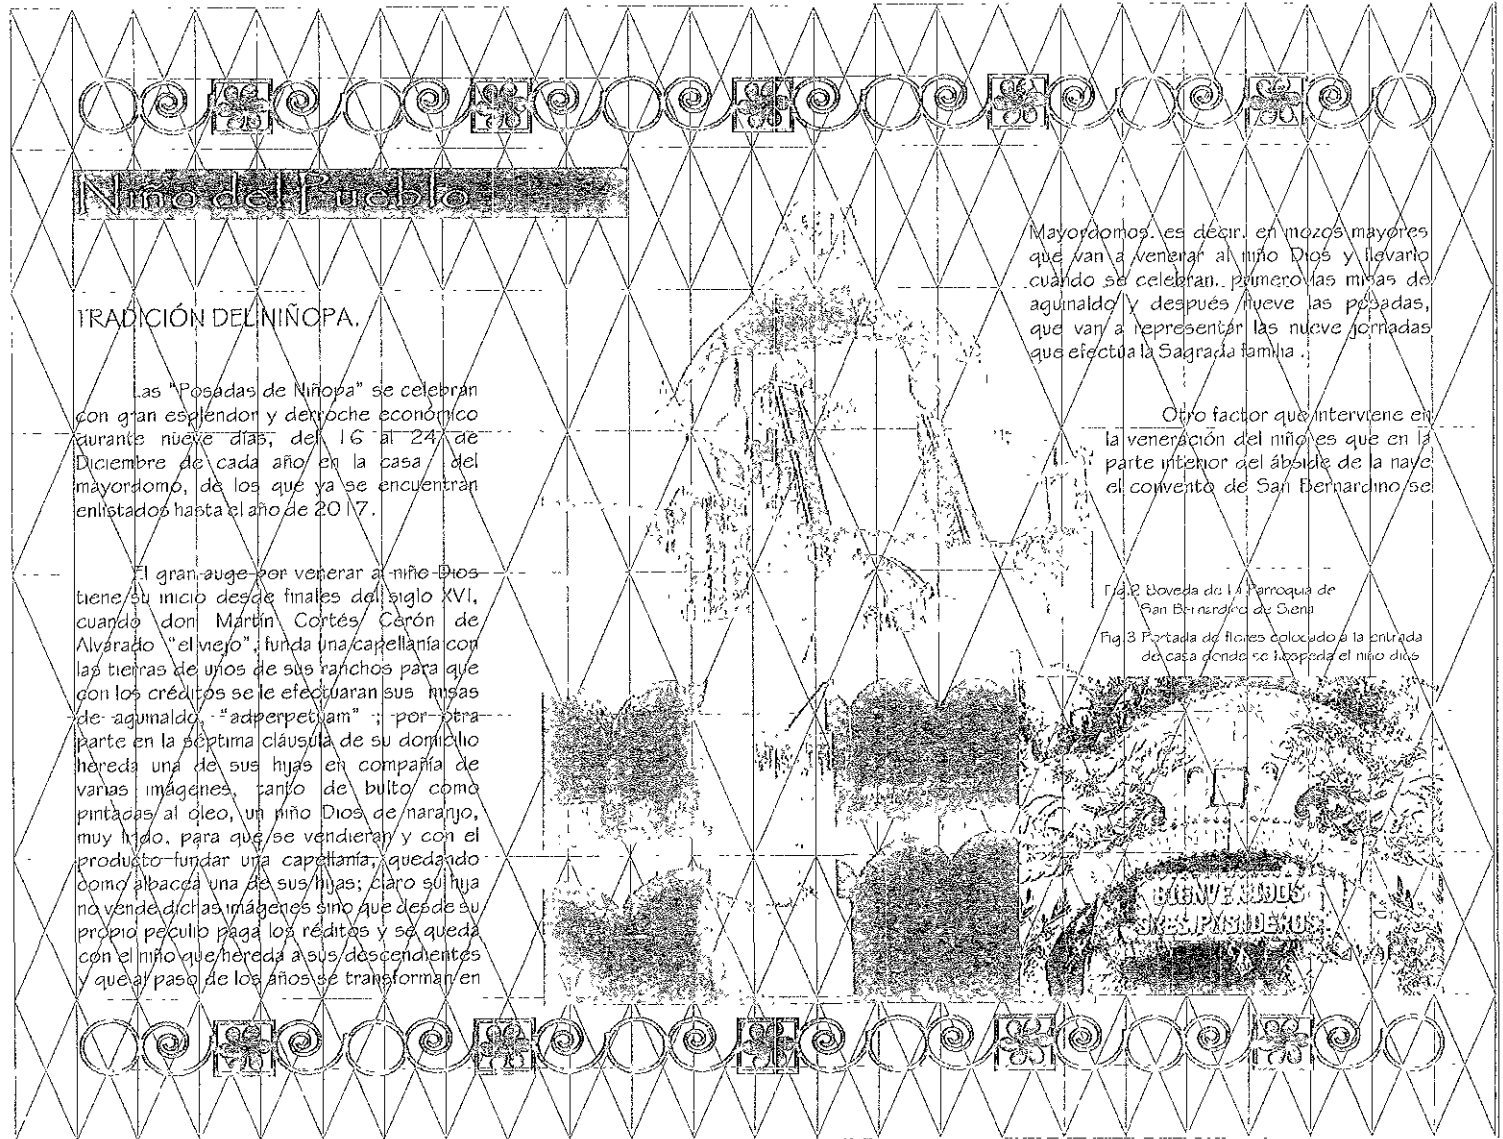 Niño del Pueblo
TRADICIÓN DEL NIÑOPA.
Las "Posadas de Niñopa" se celebran
con gran esplendor y derroche económico
durante nueve días, del 16 al 24 de
Diciembre de cada año en la casa del
mayordomo, de los que ya se encuentran
enlistados hasta el año de 2017.
El gran auge por venerar al niño Dios
tiene su inicio desde finales del siglo XVI,
cuando don Martín Cortés Cerón de
Alvarado "el viejo", funda una capellanía con
las tierras de unos de sus ranchos para que
con los créditos se le efectuaran sus misas
de aguinaldo, "adperpetuam" ; por otra
parte en la séptima cláusula de su domicilio
hereda una de sus hijas en compañía de
varias imágenes, tanto de bulto como
pintadas al oleo, un niño Dios de naranjo,
muy lindo, para que se vendieran y con el
producto fundar una capellanía, quedando
como albacea una de sus hijas; claro su hija
no vende dichas imágenes sino que desde su
propio peculio paga los réditos y se queda
con el niño que hereda a sus descendientes
y que al paso de los años se transforman en
Mayordomos, es decir, en mozos mayores
que van a venerar al niño Dios y llevarlo
cuando se celebran, primero las misas de
aguinaldo y después nueve las posadas,
que van a representar las nueve jornadas
que efectúa la Sagrada familia .
Otro factor que interviene en
la veneración del niño es que en la
parte interior del ábside de la nave
el convento de San Bernardino se
Fig.2 Boveda de la Parroquia de
San Bernardino de Siena
Fig.3 Portada de flores colocado a la entrada
de casa donde se hospeda el niño dios
BIENVENIDOS
SRES. POSADEROS